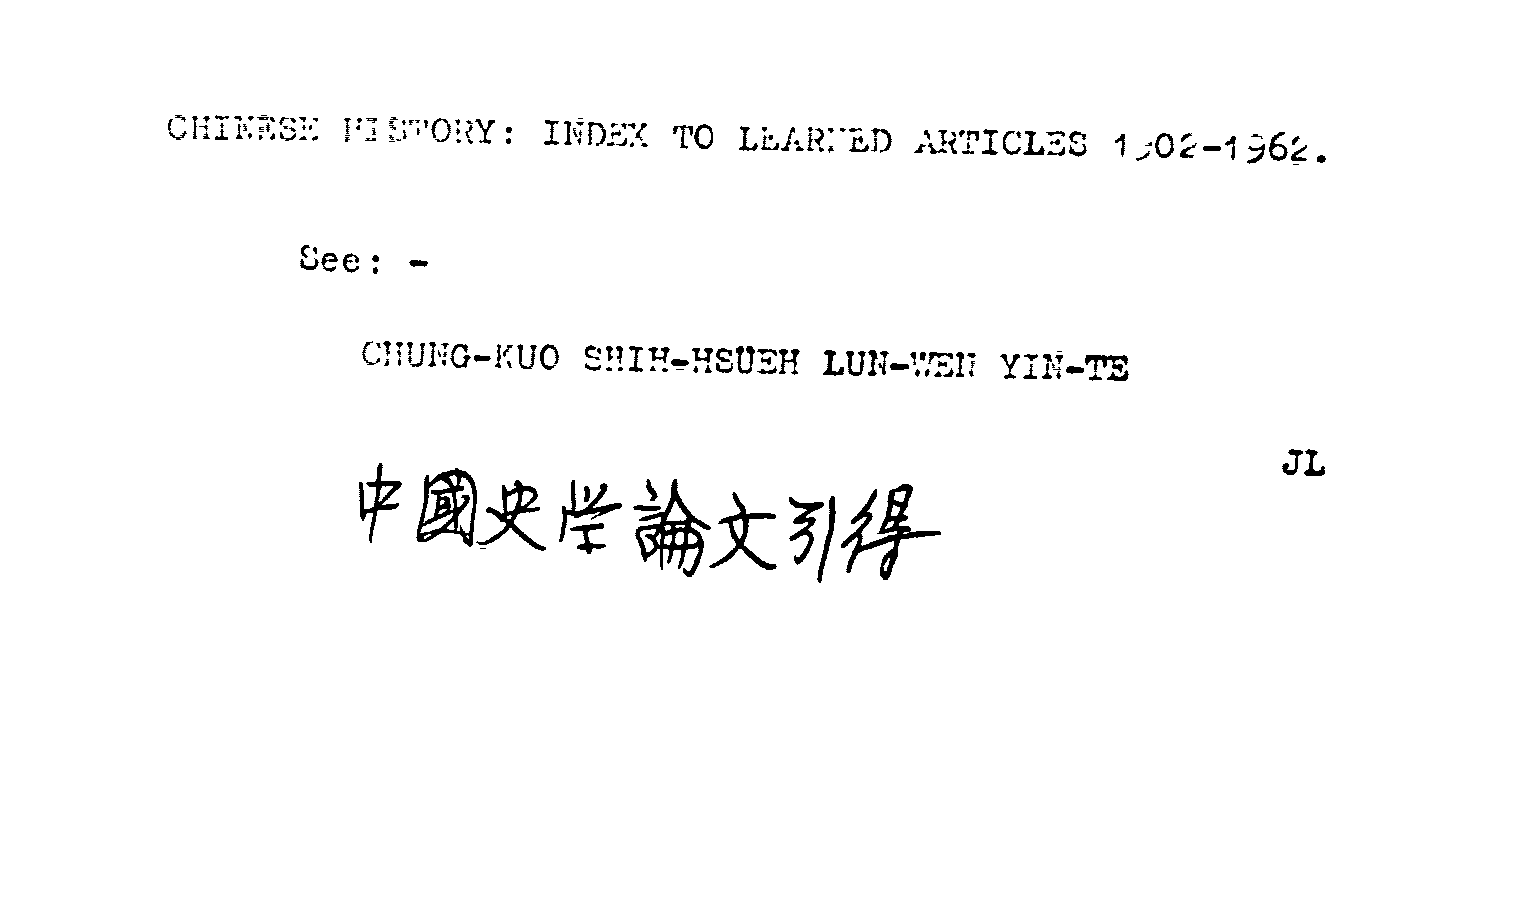 CHINESE HISTORY: INDEX TO LEARNED ARTICLES 1902-1962.
See: -
CHUNG-KUO SHIH-HSÜEH LUN-WEN YIN-TE
JL
中國史学論文引得